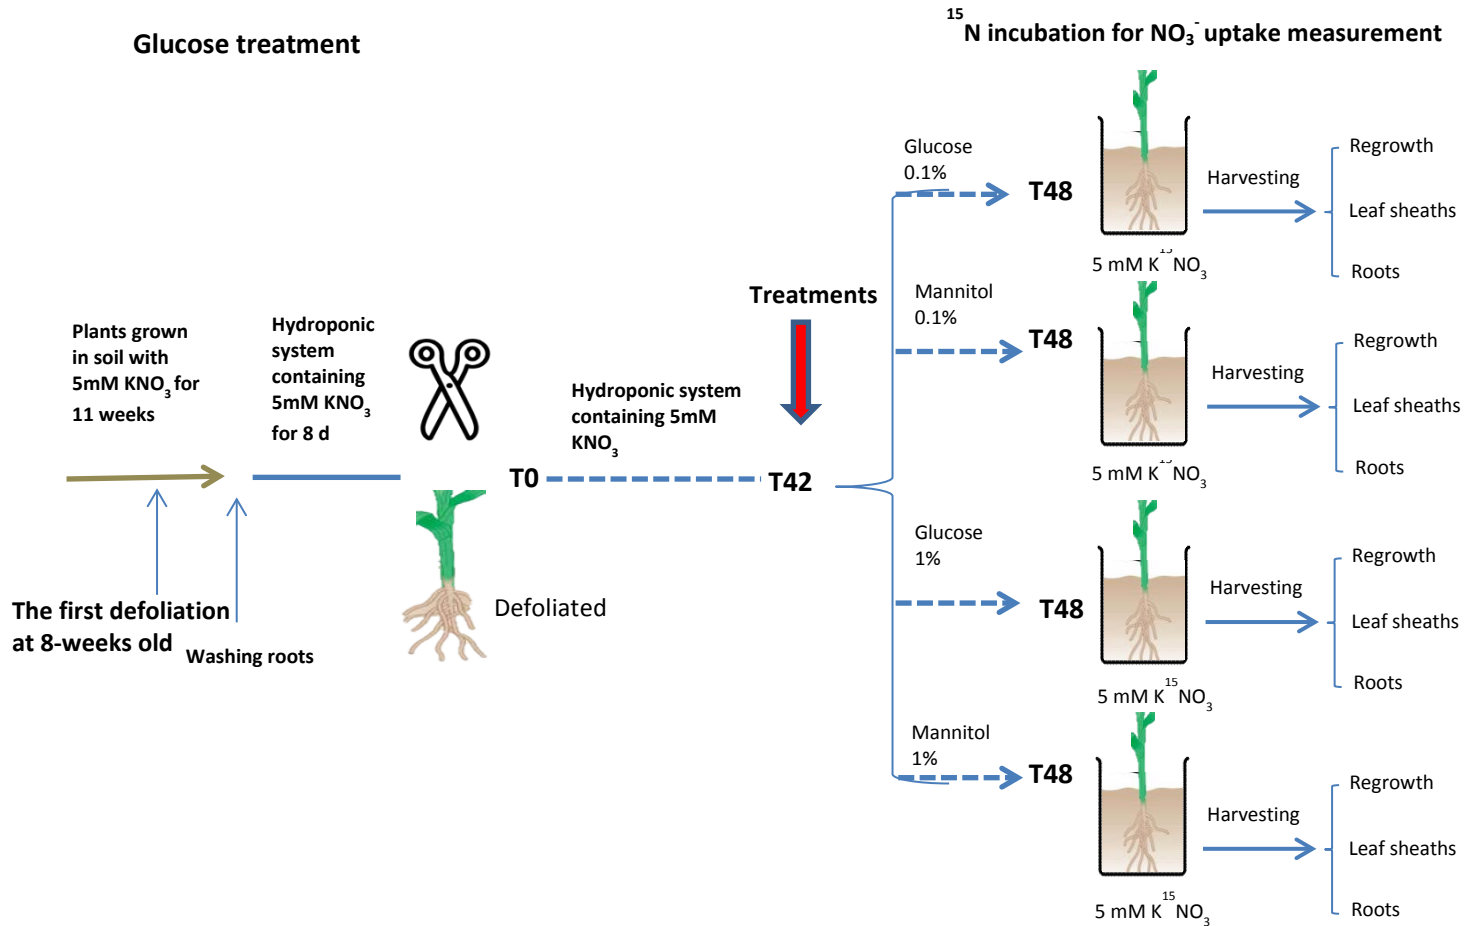 Glucose treatment
15N incubation for NO3- uptake measurement
Plants grown
in soil with
5mM KNO3 for
11 weeks
Hydroponic
system
containing
5mM KNO3
for 8 d
The first defoliation
at 8-weeks old
Washing roots
Defoliated
T0
Hydroponic system
containing 5mM
KNO3
Treatments
T42
Glucose
0.1%
T48
5 mM K15NO3
Harvesting
Regrowth
Leaf sheaths
Roots
Mannitol
0.1%
T48
5 mM K15NO3
Harvesting
Regrowth
Leaf sheaths
Roots
Glucose
1%
T48
5 mM K15NO3
Harvesting
Regrowth
Leaf sheaths
Roots
Mannitol
1%
T48
5 mM K15NO3
Harvesting
Regrowth
Leaf sheaths
Roots